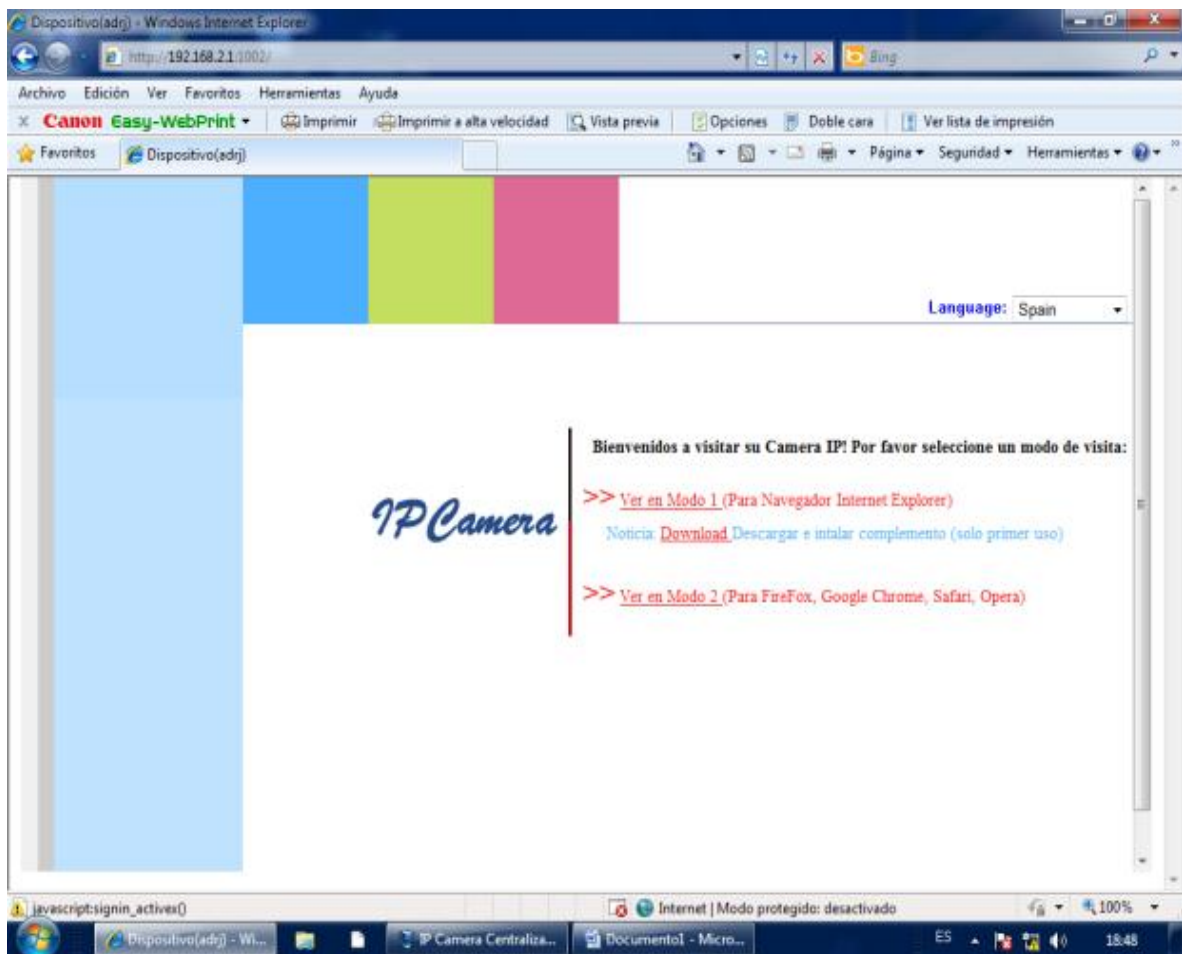 Dispositivo(adrj) - Windows Internet Explorer
http://192.168.2.1:1002/
Bing
Archivo Edición Ver Favoritos Herramientas Ayuda
x Canon Easy-WebPrint Imprimir Imprimir a alta velocidad Vista previa Opciones Doble cara Ver lista de impresión
Favoritos Dispositivo(adrj) Página Seguridad Herramientas
Language: Spain
Bienvenidos a visitar su Camera IP! Por favor seleccione un modo de visita:
IPCamera
>> Ver en Modo 1 (Para Navegador Internet Explorer)
Noticia: Download Descargar e intalar complemento (solo primer uso)
>> Ver en Modo 2 (Para FireFox, Google Chrome, Safari, Opera)
javascript:signin_activex() Internet | Modo protegido: desactivado 100%
Dispositivo(adrj) - Wi... IP Camera Centraliza... Documento1 - Micro... ES 18:48